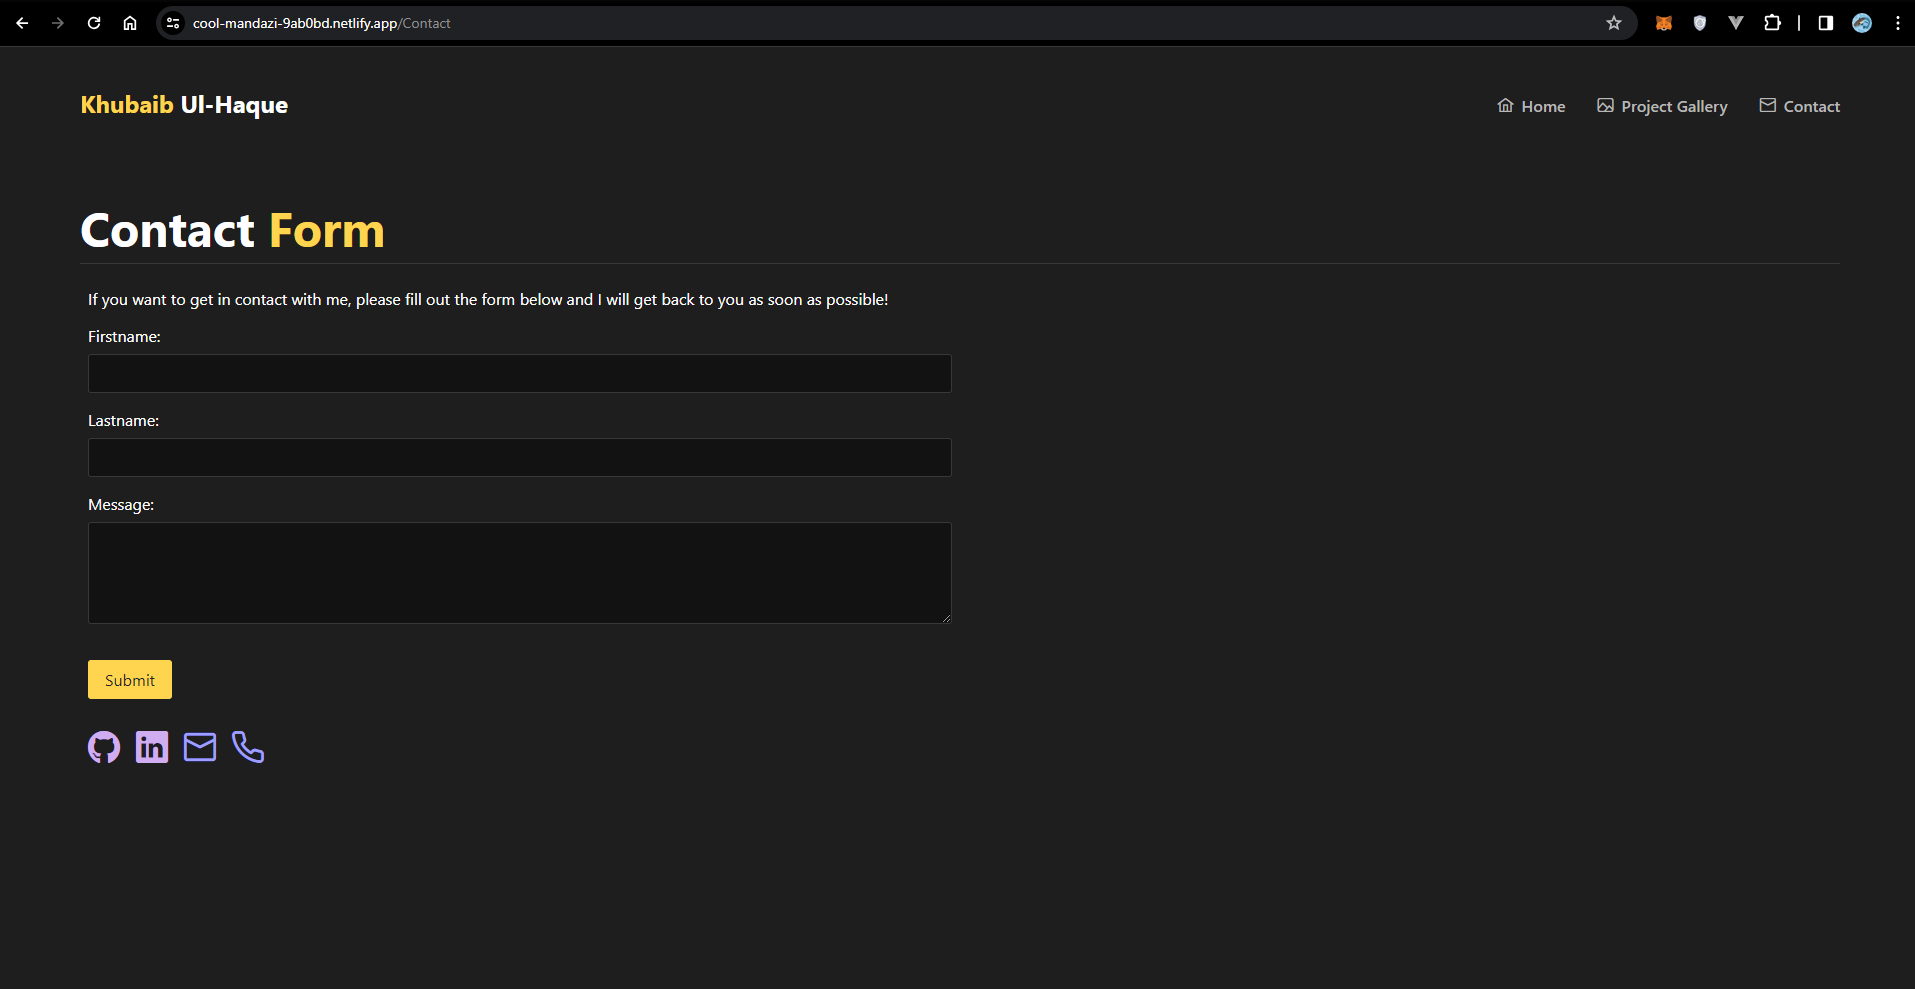 cool-mandazi-9ab0bd.netlify.app/Contact
Khubaib Ul-Haque
Home
Project Gallery
Contact
Contact Form
If you want to get in contact with me, please fill out the form below and I will get back to you as soon as possible!
Firstname:
Lastname:
Message:
Submit
in